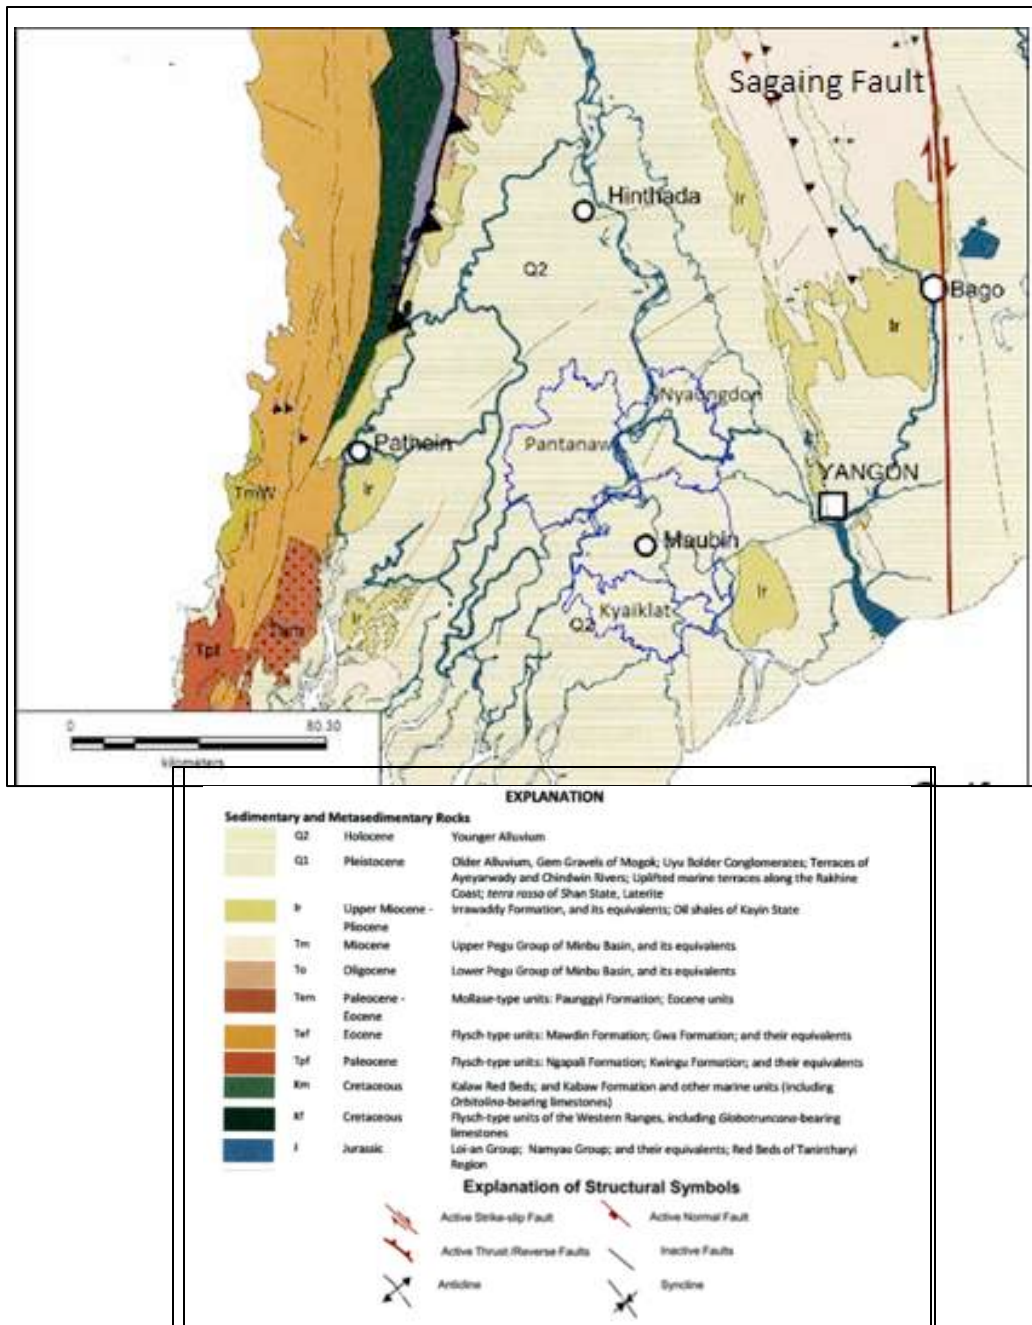 Sagaing Fault
Hinthada
Ir
Q2
Bago
Ir
Nyaungdon
Pathein
Pantanaw
TmW
Ir
YANGON
Maubin
Ir
Kyaiklat
Q2
Ir
Tpf
0 80.30
kilometers
EXPLANATION
Sedimentary and Metasedimentary Rocks
Q2 Holocene Younger Alluvium
Q1 Pleistocene Older Alluvium, Gem Gravels of Mogok; Uyu Bolder Conglomerates; Terraces of
Ayeyarwady and Chindwin Rivers; Uplifted marine terraces along the Rakhine
Coast; terra rossa of Shan State, Laterite
Ir Upper Miocene - Irrawaddy Formation, and its equivalents; Oil shales of Kayin State
Pliocene
Tm Miocene Upper Pegu Group of Minbu Basin, and its equivalents
To Oligocene Lower Pegu Group of Minbu Basin, and its equivalents
Tem Paleocene - Mollase-type units: Paunggyi Formation; Eocene units
Eocene
Tef Eocene Flysch-type units: Mawdin Formation; Gwa Formation; and their equivalents
Tpf Paleocene Flysch-type units: Ngapali Formation; Kwingu Formation; and their equivalents
Km Cretaceous Kalaw Red Beds; and Kabaw Formation and other marine units (including
Orbitolina-bearing limestones)
Kf Cretaceous Flysch-type units of the Western Ranges, including Globotruncana-bearing
limestones
J Jurassic Loi-an Group; Namyau Group; and their equivalents; Red Beds of Tanintharyi
Region
Explanation of Structural Symbols
Active Strike-slip Fault Active Normal Fault
Active Thrust /Reverse Faults Inactive Faults
Anticline Syncline